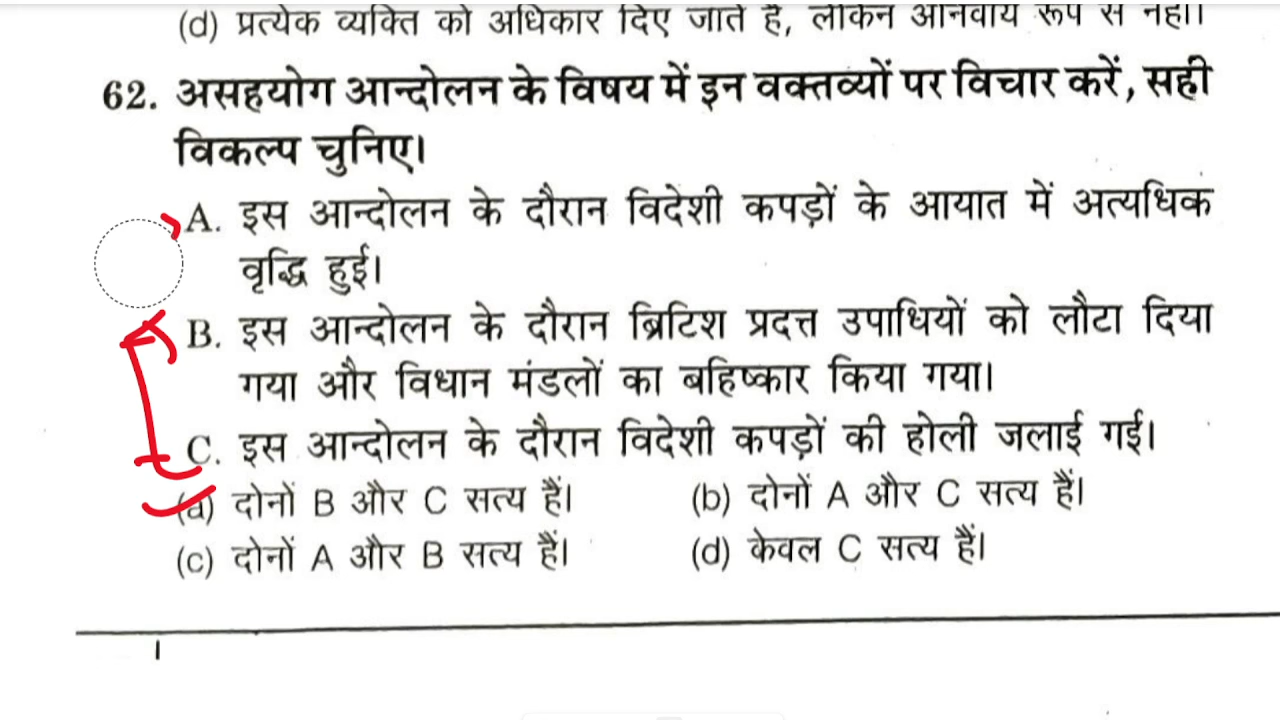 (d) प्रत्येक व्यक्ति को अधिकार दिए जाते हैं, लेकिन अनिवार्य रूप से नहीं।
62. असहयोग आन्दोलन के विषय में इन वक्तव्यों पर विचार करें, सही
विकल्प चुनिए।
A. इस आन्दोलन के दौरान विदेशी कपड़ों के आयात में अत्यधिक
वृद्धि हुई।
B. इस आन्दोलन के दौरान ब्रिटिश प्रदत्त उपाधियों को लौटा दिया
गया और विधान मंडलों का बहिष्कार किया गया।
C. इस आन्दोलन के दौरान विदेशी कपड़ों की होली जलाई गई।
(a) दोनों B और C सत्य हैं। (b) दोनों A और C सत्य हैं।
(c) दोनों A और B सत्य हैं। (d) केवल C सत्य हैं।